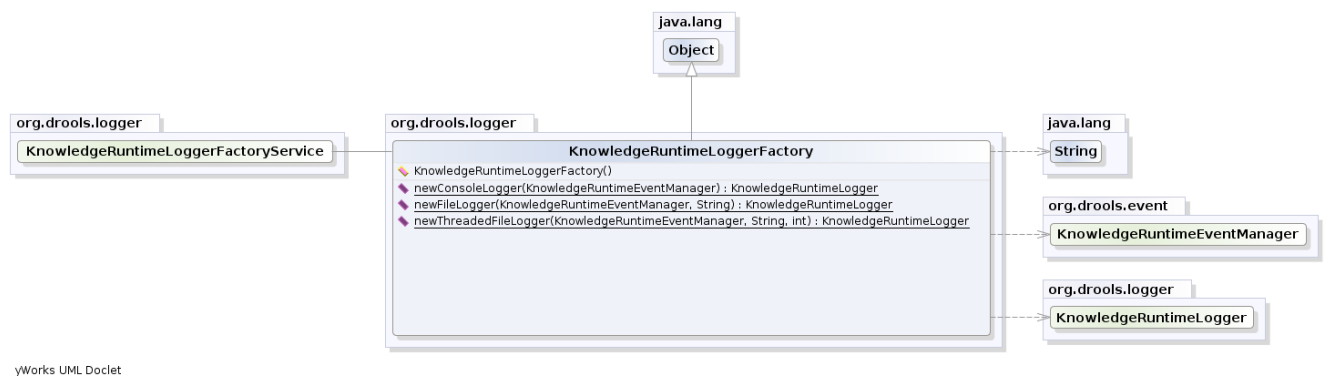 java.lang
Object
org.drools.logger
KnowledgeRuntimeLoggerFactoryService
org.drools.logger
KnowledgeRuntimeLoggerFactory
KnowledgeRuntimeLoggerFactory()
newConsoleLogger(KnowledgeRuntimeEventManager) : KnowledgeRuntimeLogger
newFileLogger(KnowledgeRuntimeEventManager, String) : KnowledgeRuntimeLogger
newThreadedFileLogger(KnowledgeRuntimeEventManager, String, int) : KnowledgeRuntimeLogger
java.lang
String
org.drools.event
KnowledgeRuntimeEventManager
org.drools.logger
KnowledgeRuntimeLogger
yWorks UML Doclet